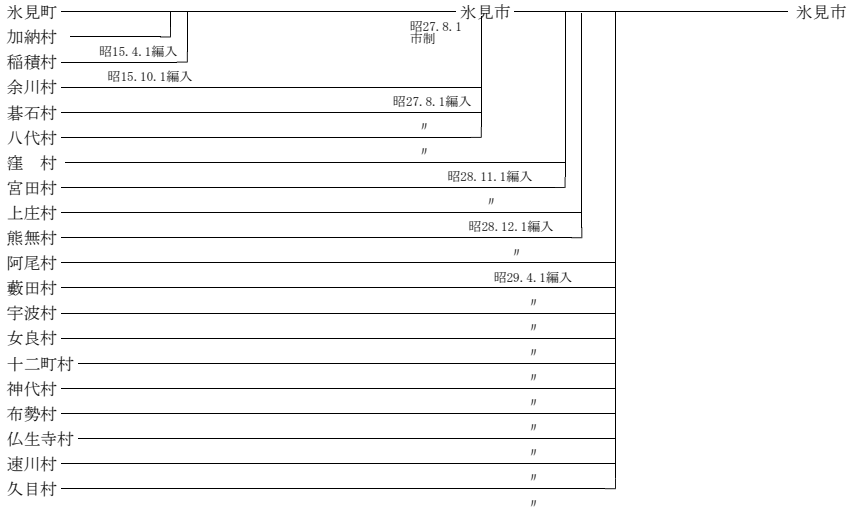 氷見町 氷見市 氷見市
昭27.8.1
市制
加納村
昭15.4.1編入
稲積村
昭15.10.1編入
余川村
昭27.8.1編入
碁石村
〃
八代村
〃
窪　村
昭28.11.1編入
宮田村
〃
上庄村
昭28.12.1編入
熊無村
〃
阿尾村
昭29.4.1編入
藪田村
〃
宇波村
〃
女良村
〃
十二町村
〃
神代村
〃
布勢村
〃
仏生寺村
〃
速川村
〃
久目村
〃